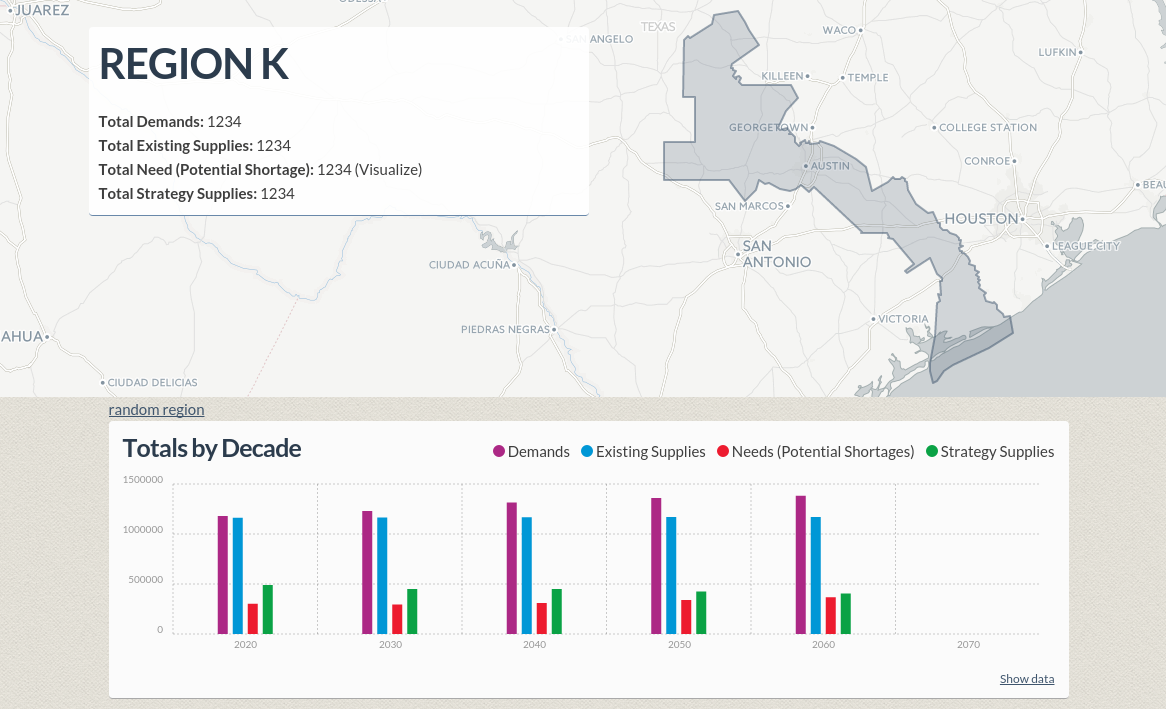 JUAREZ
TEXAS
WACO
ANGELO
LUFKIN
REGION K
KILLEEN
TEMPLE
Total Demands: 1234
GEORGETOWN
COLLEGE STATION
Total Existing Supplies: 1234
CONROE
Total Need (Potential Shortage): 1234 (Visualize)
AUSTIN
Total Strategy Supplies: 1234
SAN MARCOS
HOUSTON
SAN
ANTONIO
LEAGUE CITY
CIUDAD ACUÑA
VICTORIA
PIEDRAS NEGRAS
AHUA
CIUDAD DELICIAS
random region
Totals by Decade
Demands Existing Supplies Needs (Potential Shortages) Strategy Supplies
1500000
1000000
500000
0
2020 2030 2040 2050 2060 2070
Show data